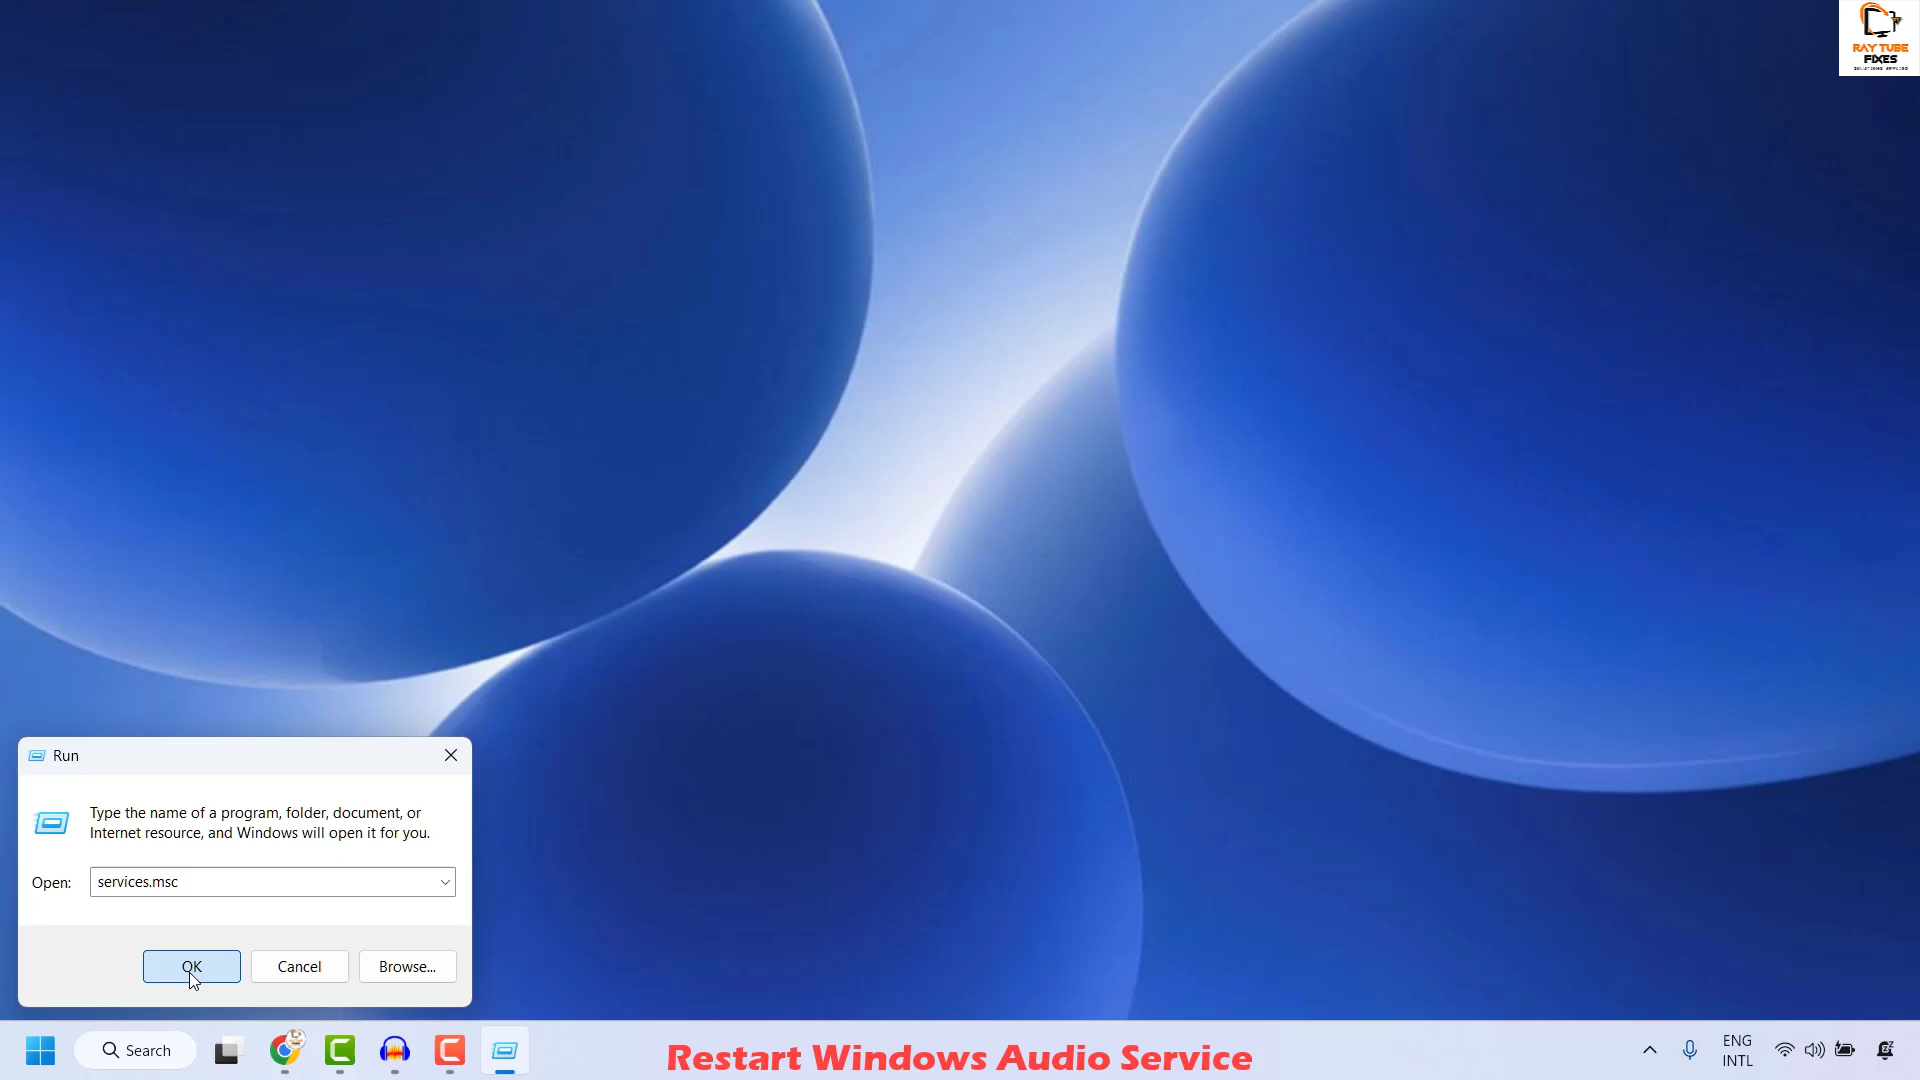 RAY TUBE
FIXES
Run
Type the name of a program, folder, document, or
Internet resource, and Windows will open it for you.
Open:
services.msc
OK
Cancel
Browse...
Search
Restart Windows Audio Service
ENG
INTL